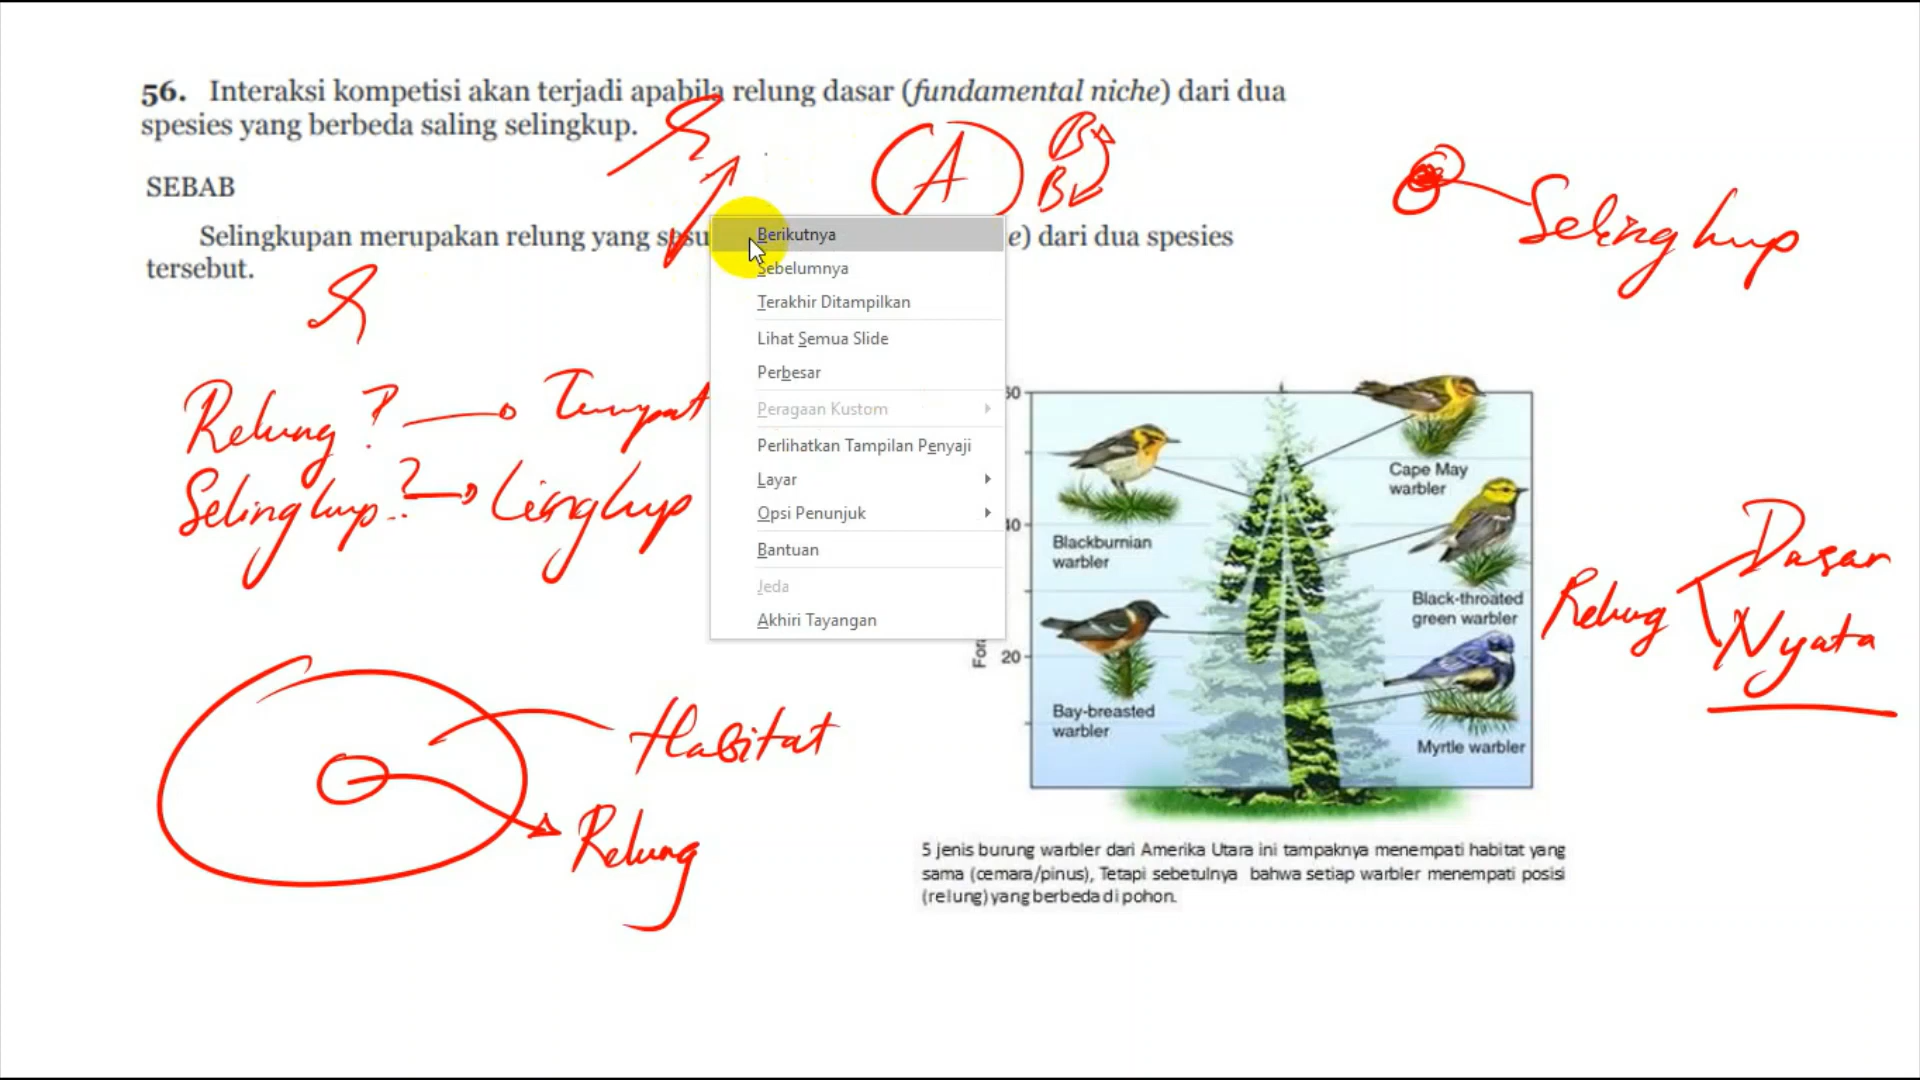 56. Interaksi kompetisi akan terjadi apabila relung dasar (fundamental niche) dari dua
spesies yang berbeda saling selingkup.
A
B
B
Selingkup
SEBAB
Selingkupan merupakan relung yang sesu e) dari dua spesies
tersebut.
Berikutnya
Sebelumnya
Terakhir Ditampilkan
Lihat Semua Slide
Perbesar
Peragaan Kustom
Perlihatkan Tampilan Penyaji
Layar
Opsi Penunjuk
Bantuan
Jeda
Akhiri Tayangan
Relung? Tempat
Selingkup? Lingkup
Habitat
Relung
60
40
20
For
Cape May
warbler
Blackburnian
warbler
Black-throated
green warbler
Bay-breasted
warbler
Myrtle warbler
Relung Dasar
Nyata
5 jenis burung warbler dari Amerika Utara ini tampaknya menempati habitat yang
sama (cemara/pinus), Tetapi sebetulnya bahwa setiap warbler menempati posisi
(relung) yang berbeda di pohon.